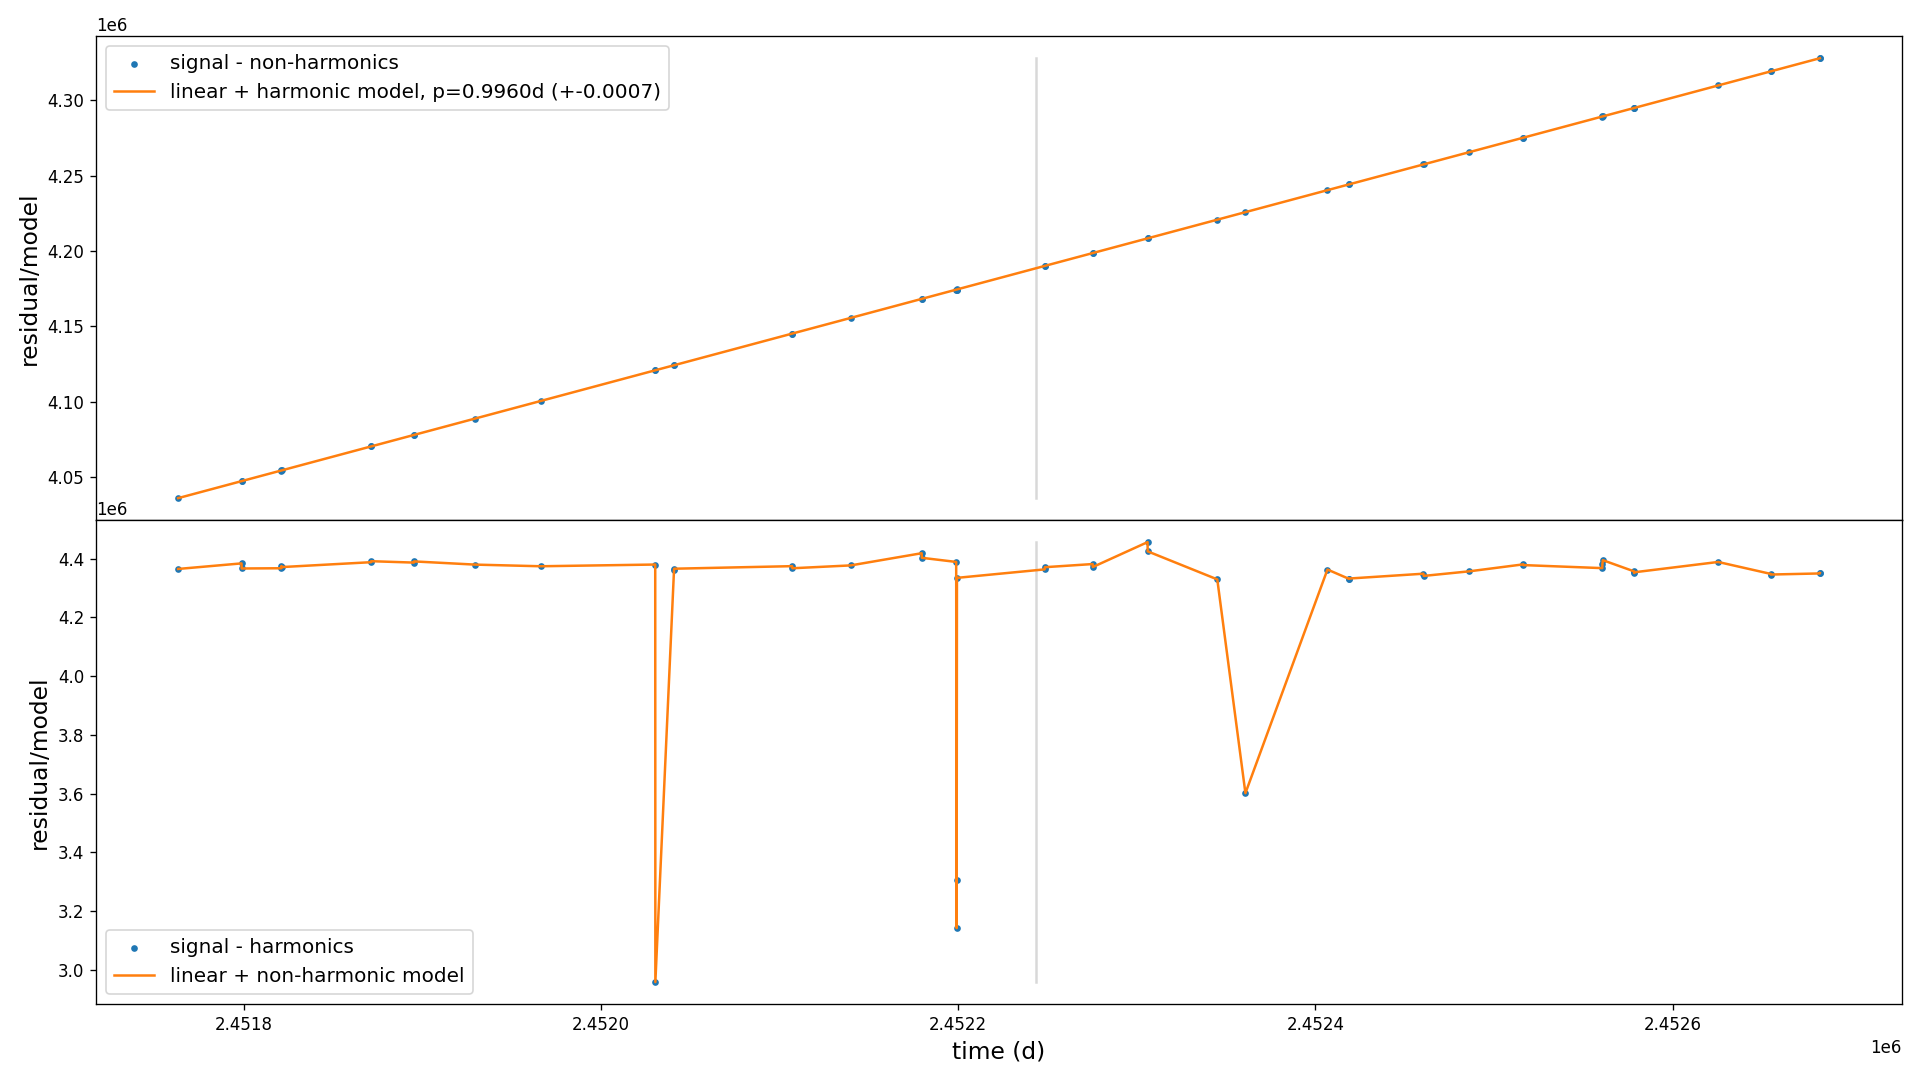 1e6
signal - non-harmonics
linear + harmonic model, p=0.9960d (+-0.0007)
4.30
4.25
4.20
4.15
4.10
4.05
residual/model
1e6
4.4
4.2
4.0
3.8
3.6
3.4
3.2
3.0
residual/model
signal - harmonics
linear + non-harmonic model
2.4518
2.4520
2.4522
2.4524
2.4526
time (d)
1e6